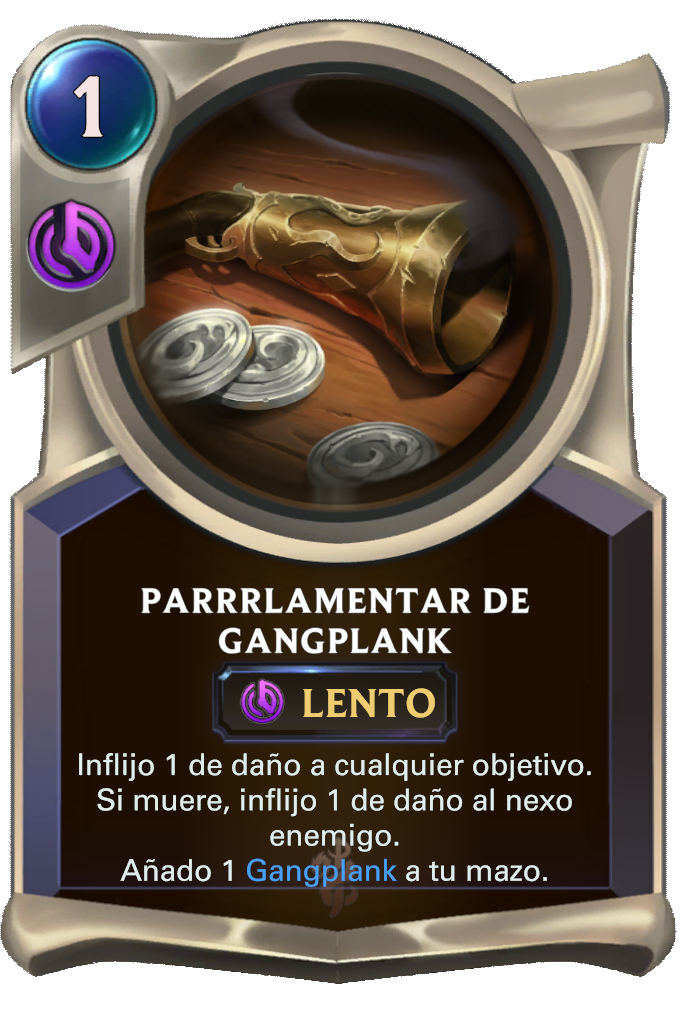 1
PARRRLAMENTAR DE
GANGPLANK
LENTO
Inflijo 1 de daño a cualquier objetivo.
Si muere, inflijo 1 de daño al nexo
enemigo.
Añado 1 Gangplank a tu mazo.